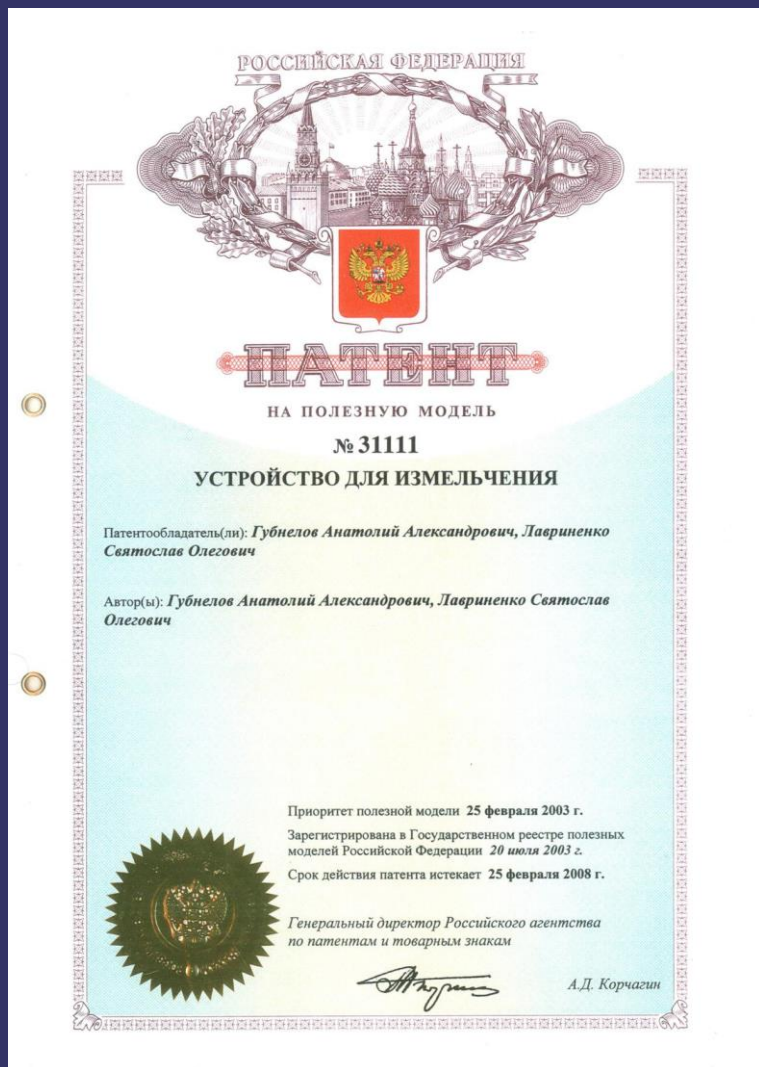 РОССИЙСКАЯ ФЕДЕРАЦИЯ
ПАТЕНТ
НА ПОЛЕЗНУЮ МОДЕЛЬ
№ 31111
УСТРОЙСТВО ДЛЯ ИЗМЕЛЬЧЕНИЯ
Патентообладатель(ли): Губнелов Анатолий Александрович, Лавриненко
Святослав Олегович
Автор(ы): Губнелов Анатолий Александрович, Лавриненко Святослав
Олегович
Приоритет полезной модели 25 февраля 2003 г.
Зарегистрирована в Государственном реестре полезных
моделей Российской Федерации 20 июля 2003 г.
Срок действия патента истекает 25 февраля 2008 г.
Генеральный директор Российского агентства
по патентам и товарным знакам
А.Д. Корчагин